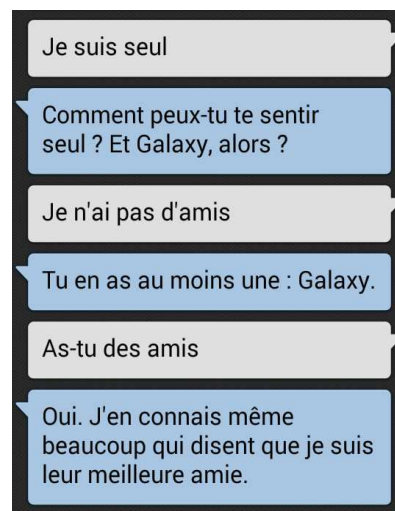 Je suis seul
Comment peux-tu te sentir
seul ? Et Galaxy, alors ?
Je n'ai pas d'amis
Tu en as au moins une : Galaxy.
As-tu des amis
Oui. J'en connais même
beaucoup qui disent que je suis
leur meilleure amie.